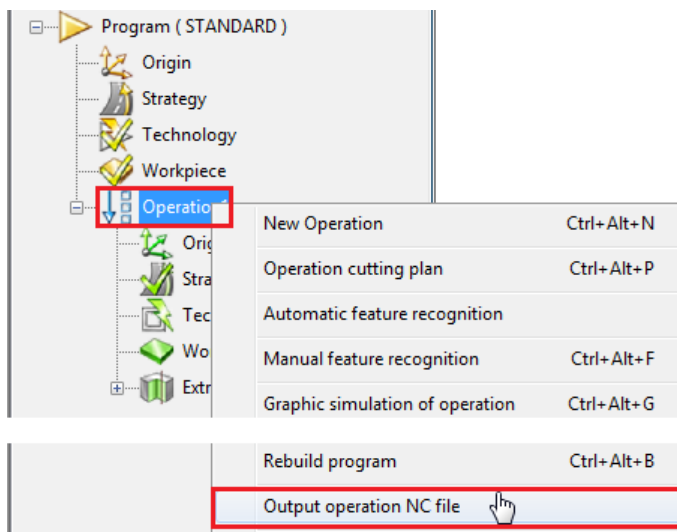 Program ( STANDARD )
Origin
Strategy
Technology
Workpiece
Operatio
New Operation Ctrl+Alt+N
Orig
Operation cutting plan Ctrl+Alt+P
Stra
Automatic feature recognition
Tec
Wo
Manual feature recognition Ctrl+Alt+F
Extr
Graphic simulation of operation Ctrl+Alt+G
Rebuild program Ctrl+Alt+B
Output operation NC file